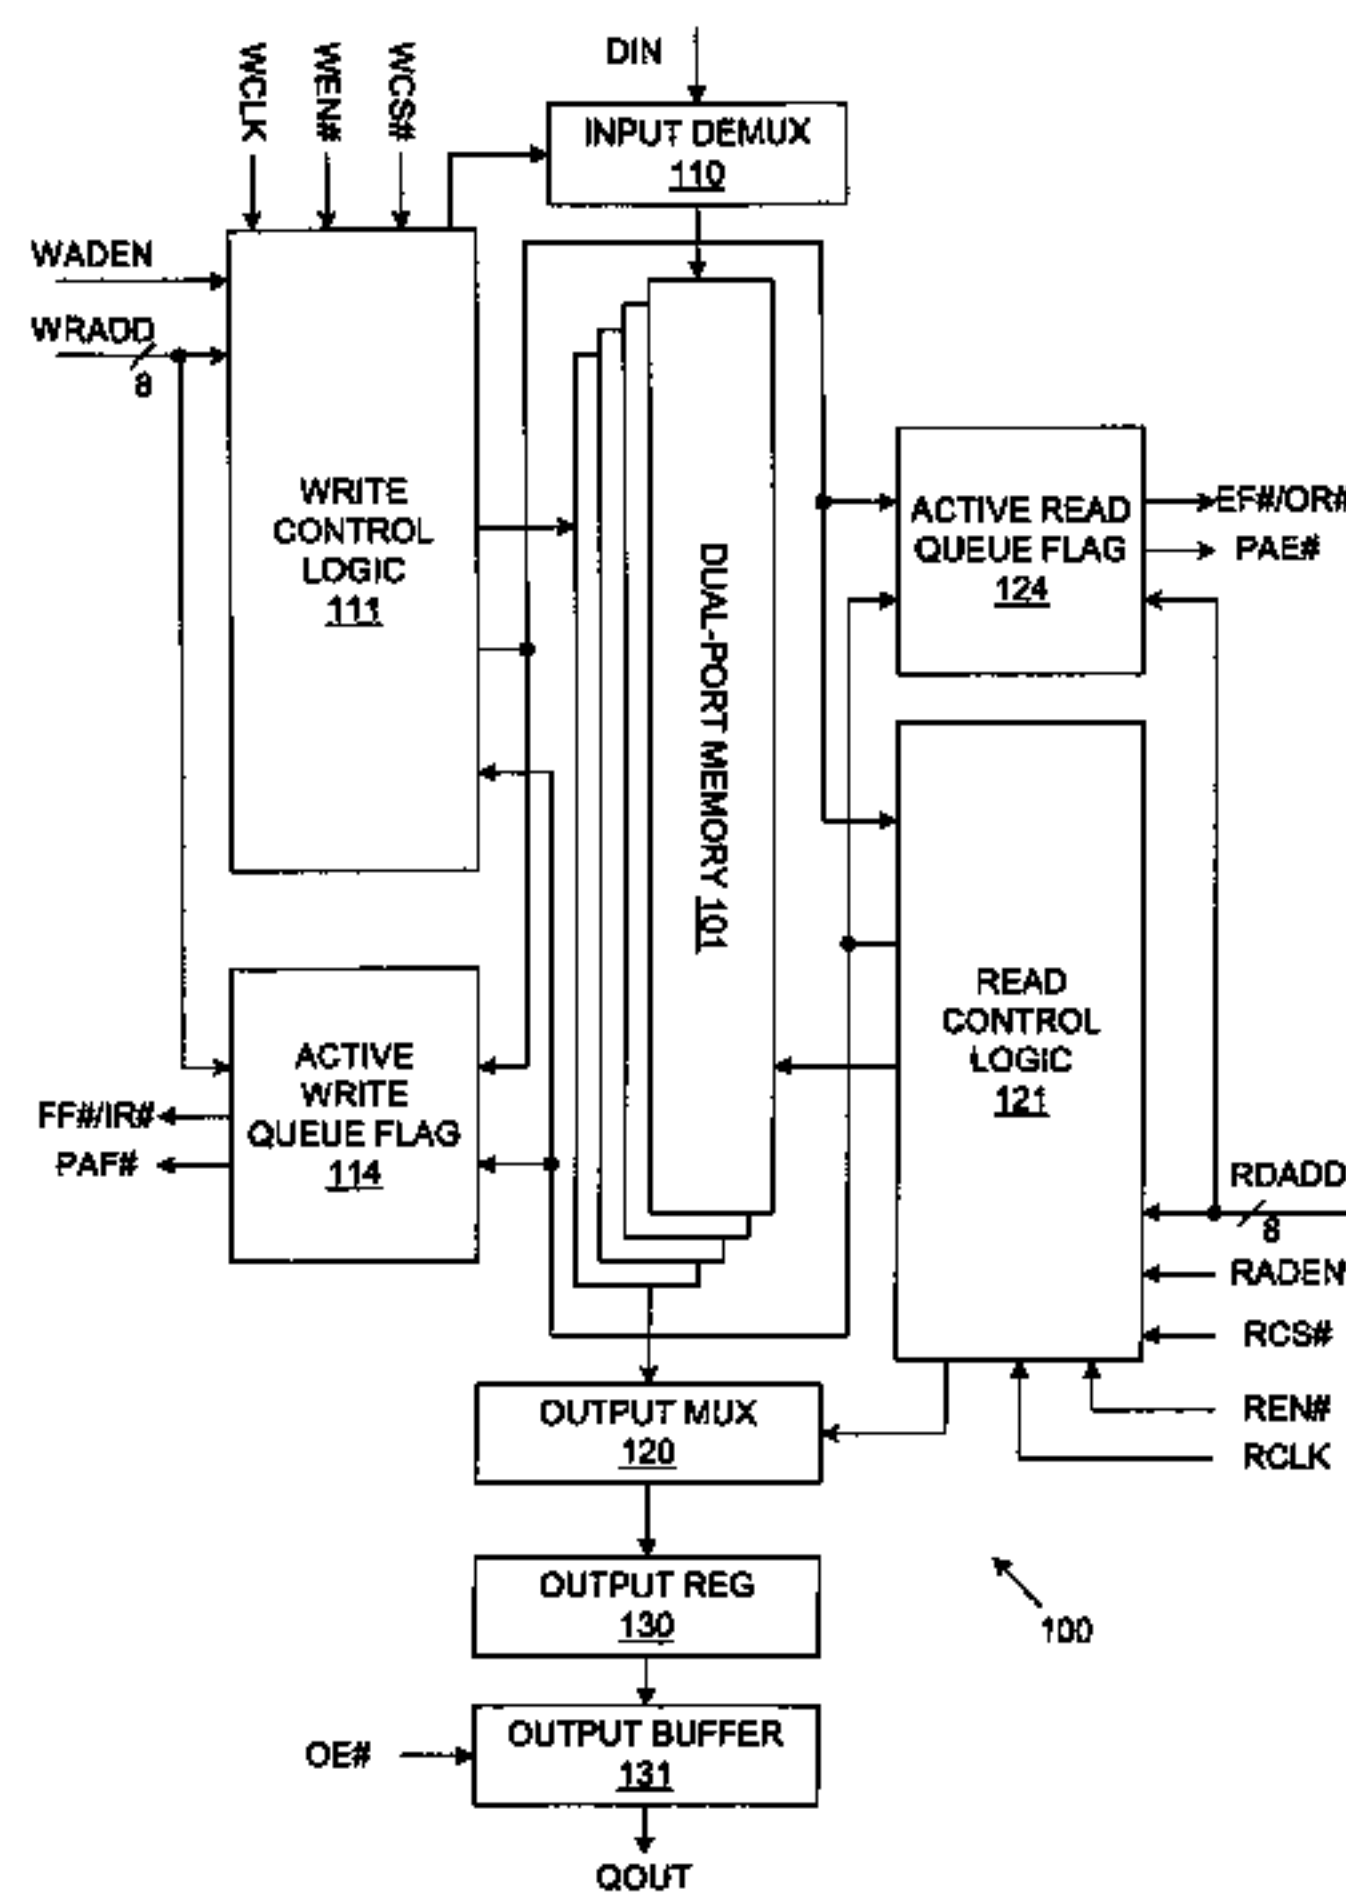 DIN
WCLK
WEN#
WCS#
INPUT DEMUX
110
WADEN
WRADD
8
WRITE
CONTROL
LOGIC
111
DUAL-PORT MEMORY 101
ACTIVE READ
QUEUE FLAG
124
EF#/OR#
PAE#
READ
CONTROL
LOGIC
121
ACTIVE
WRITE
QUEUE FLAG
114
FF#/IR#
PAF#
RDADD
8
RADEN
RCS#
REN#
RCLK
OUTPUT MUX
120
OUTPUT REG
130
100
OUTPUT BUFFER
131
OE#
QOUT